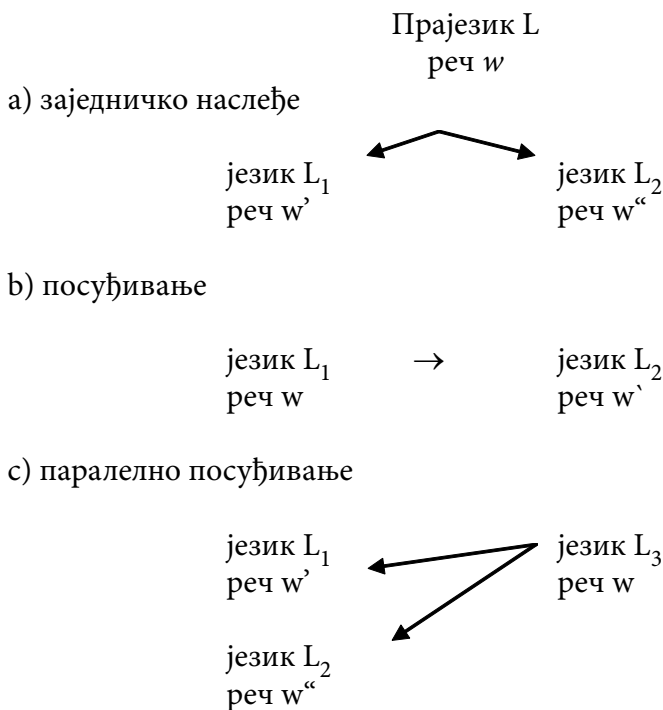 Прајезик L
реч w
a) заједничко наслеђе
језик L₁ језик L₂
реч w’ реч w“
b) посуђивање
језик L₁ → језик L₂
реч w реч w`
c) паралелно посуђивање
језик L₁ језик L₃
реч w’ реч w
језик L₂
реч w“